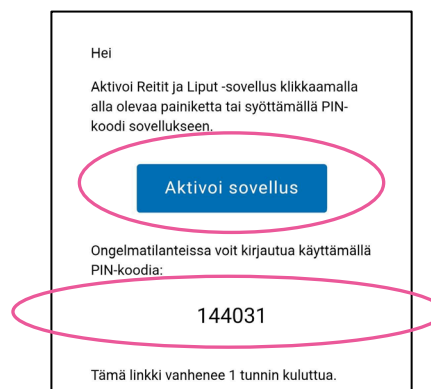 Hei
Aktivoi Reitit ja Liput -sovellus klikkaamalla
alla olevaa painiketta tai syöttämällä PIN-
koodi sovellukseen.
Aktivoi sovellus
Ongelmatilanteissa voit kirjautua käyttämällä
PIN-koodia:
144031
Tämä linkki vanhenee 1 tunnin kuluttua.